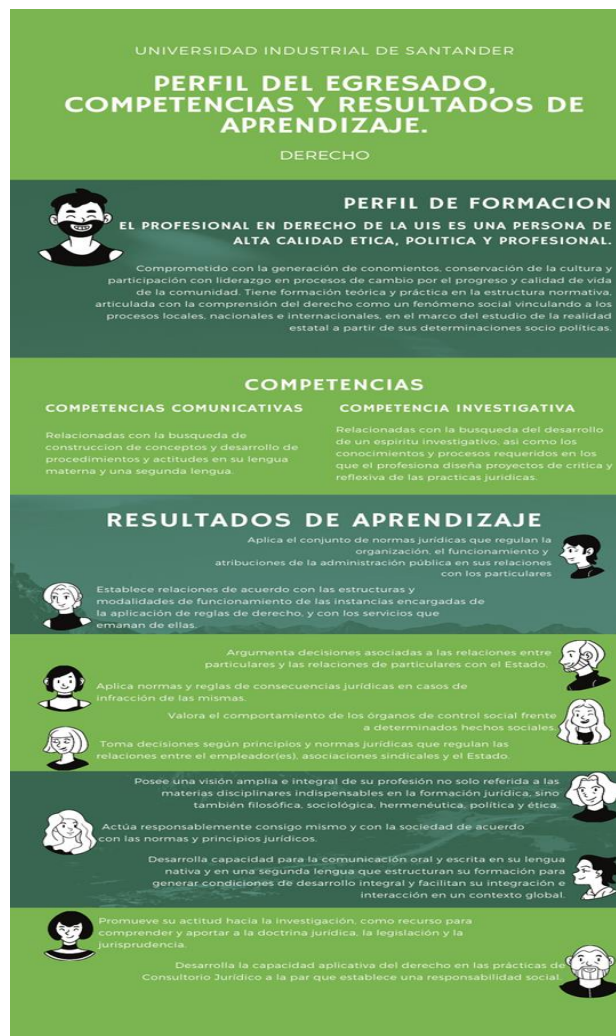 UNIVERSIDAD INDUSTRIAL DE SANTANDER
PERFIL DEL EGRESADO,
COMPETENCIAS Y RESULTADOS DE
APRENDIZAJE.
DERECHO
PERFIL DE FORMACION
EL PROFESIONAL EN DERECHO DE LA UIS ES UNA PERSONA DE
ALTA CALIDAD ETICA, POLITICA Y PROFESIONAL.
Comprometido con la generación de conomientos, conservación de la cultura y
participación con liderazgo en procesos de cambio por el progreso y calidad de vida
de la comunidad. Tiene formación teórica y práctica en la estructura normativa,
articulada con la comprensión del derecho como un fenómeno social vinculando a los
procesos locales, nacionales e internacionales, en el marco del estudio de la realidad
estatal a partir de sus determinaciones socio políticas.
COMPETENCIAS
COMPETENCIAS COMUNICATIVAS
Relacionadas con la busqueda de
construccion de conceptos y desarrollo de
procedimientos y actitudes en su lengua
materna y una segunda lengua.
COMPETENCIA INVESTIGATIVA
Relacionadas con la busqueda del desarrollo
de un espiritu investigativo, asi como los
conocimientos y procesos requeridos en los
que el profesiona diseña proyectos de critica y
reflexiva de las practicas juridicas.
RESULTADOS DE APRENDIZAJE
Aplica el conjunto de normas jurídicas que regulan la
organización, el funcionamiento y
atribuciones de la administración pública en sus relaciones
con los particulares
Establece relaciones de acuerdo con las estructuras y
modalidades de funcionamiento de las instancias encargadas de
la aplicación de reglas de derecho, y con los servicios que
emanan de ellas.
Argumenta decisiones asociadas a las relaciones entre
particulares y las relaciones de particulares con el Estado.
Aplica normas y reglas de consecuencias jurídicas en casos de
infracción de las mismas.
Valora el comportamiento de los órganos de control social frente
a determinados hechos sociales.
Toma decisiones según principios y normas jurídicas que regulan las
relaciones entre el empleador(es), asociaciones sindicales y el Estado.
Posee una visión amplia e integral de su profesión no solo referida a las
materias disciplinares indispensables en la formación jurídica, sino
también filosófica, sociológica, hermenéutica, política y ética.
Actúa responsablemente consigo mismo y con la sociedad de acuerdo
con las normas y principios jurídicos.
Desarrolla capacidad para la comunicación oral y escrita en su lengua
nativa y en una segunda lengua que estructuran su formación para
generar condiciones de desarrollo integral y facilitan su integración e
interacción en un contexto global.
Promueve su actitud hacia la investigación, como recurso para
comprender y aportar a la doctrina jurídica, la legislación y la
jurisprudencia.
Desarrolla la capacidad aplicativa del derecho en las prácticas de
Consultorio Jurídico a la par que establece una responsabilidad social.